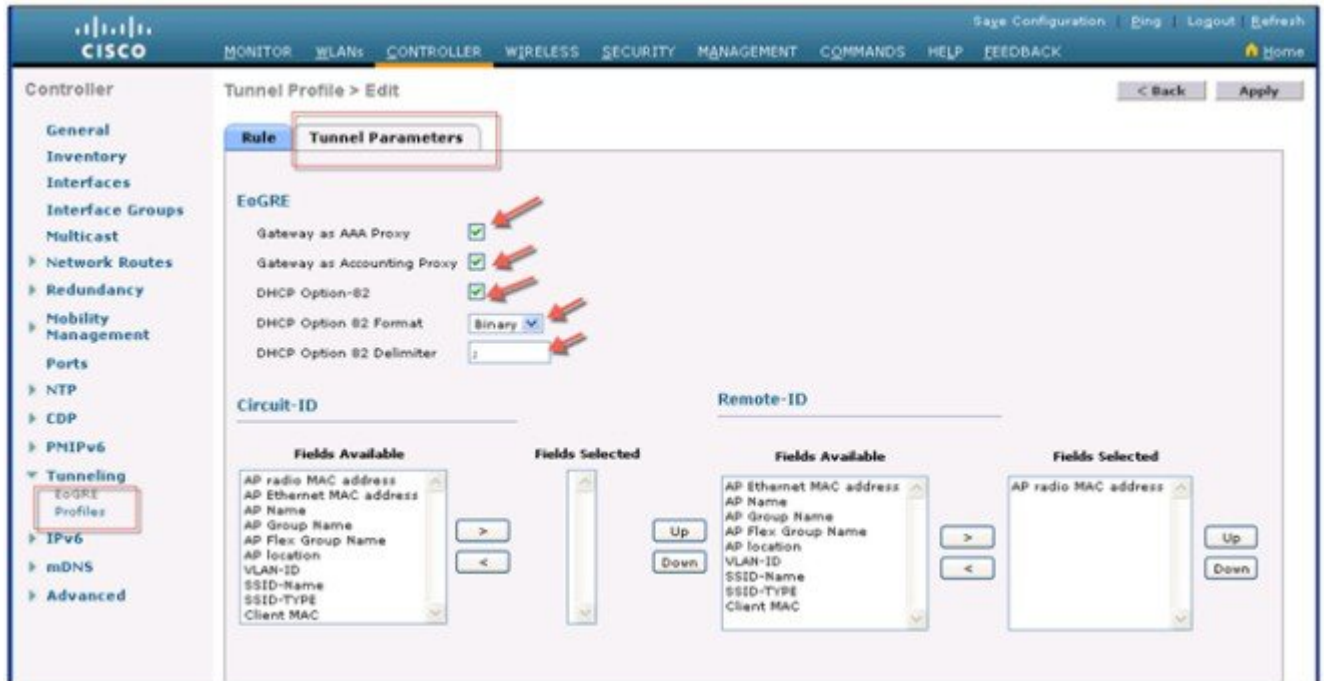 Save Configuration | Ping | Logout | Refresh
CISCO MONITOR WLANs CONTROLLER WIRELESS SECURITY MANAGEMENT COMMANDS HELP FEEDBACK Home
Controller
Tunnel Profile > Edit
< Back
Apply
General
Inventory
Interfaces
Interface Groups
Multicast
Network Routes
Redundancy
Mobility
Management
Ports
NTP
CDP
PMIPv6
Tunneling
EoGRE
Profiles
IPv6
mDNS
Advanced
Rule
Tunnel Parameters
EoGRE
Gateway as AAA Proxy
Gateway as Accounting Proxy
DHCP Option-82
DHCP Option 82 Format Binary
DHCP Option 82 Delimiter ;
Circuit-ID
Fields Available
AP radio MAC address
AP Ethernet MAC address
AP Name
AP Group Name
AP Flex Group Name
AP location
VLAN-ID
SSID-Name
SSID-TYPE
Client MAC
>
<
Fields Selected
Up
Down
Remote-ID
Fields Available
AP Ethernet MAC address
AP Name
AP Group Name
AP Flex Group Name
AP location
VLAN-ID
SSID-Name
SSID-TYPE
Client MAC
>
<
Fields Selected
AP radio MAC address
Up
Down